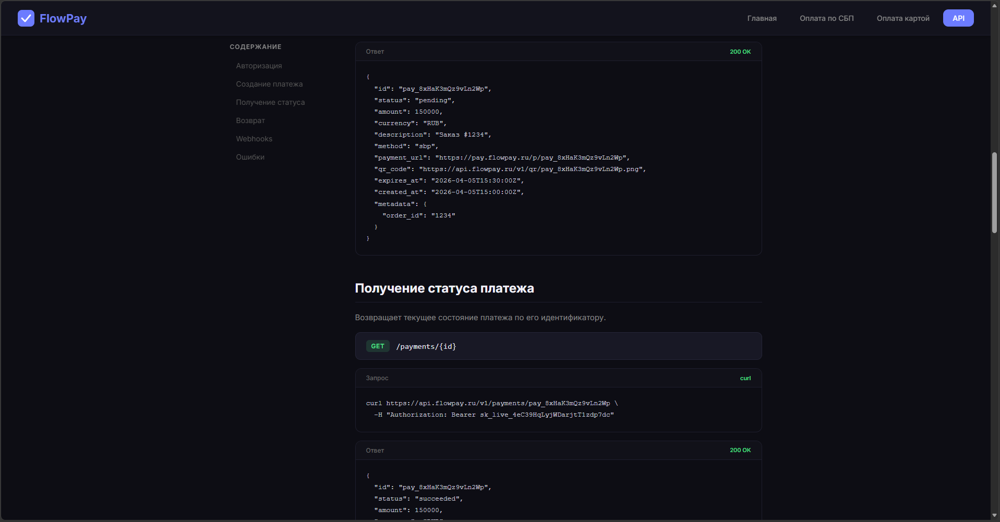 FlowPay
Главная
Оплата по СБП
Оплата картой
API
СОДЕРЖАНИЕ
Авторизация
Создание платежа
Получение статуса
Возврат
Webhooks
Ошибки
Ответ
200 OK
{
  "id": "pay_8xHaK3mQz9vLn2Wp",
  "status": "pending",
  "amount": 150000,
  "currency": "RUB",
  "description": "Заказ #1234",
  "method": "sbp",
  "payment_url": "https://pay.flowpay.ru/p/pay_8xHaK3mQz9vLn2Wp",
  "qr_code": "https://api.flowpay.ru/v1/qr/pay_8xHaK3mQz9vLn2Wp.png",
  "expires_at": "2026-04-05T15:30:00Z",
  "created_at": "2026-04-05T15:00:00Z",
  "metadata": {
    "order_id": "1234"
  }
}
Получение статуса платежа
Возвращает текущее состояние платежа по его идентификатору.
GET /payments/{id}
Запрос
curl
curl https://api.flowpay.ru/v1/payments/pay_8xHaK3mQz9vLn2Wp \
  -H "Authorization: Bearer sk_live_4eC39HqLyjWDarjtT1zdp7dc"
Ответ
200 OK
{
  "id": "pay_8xHaK3mQz9vLn2Wp",
  "status": "succeeded",
  "amount": 150000,